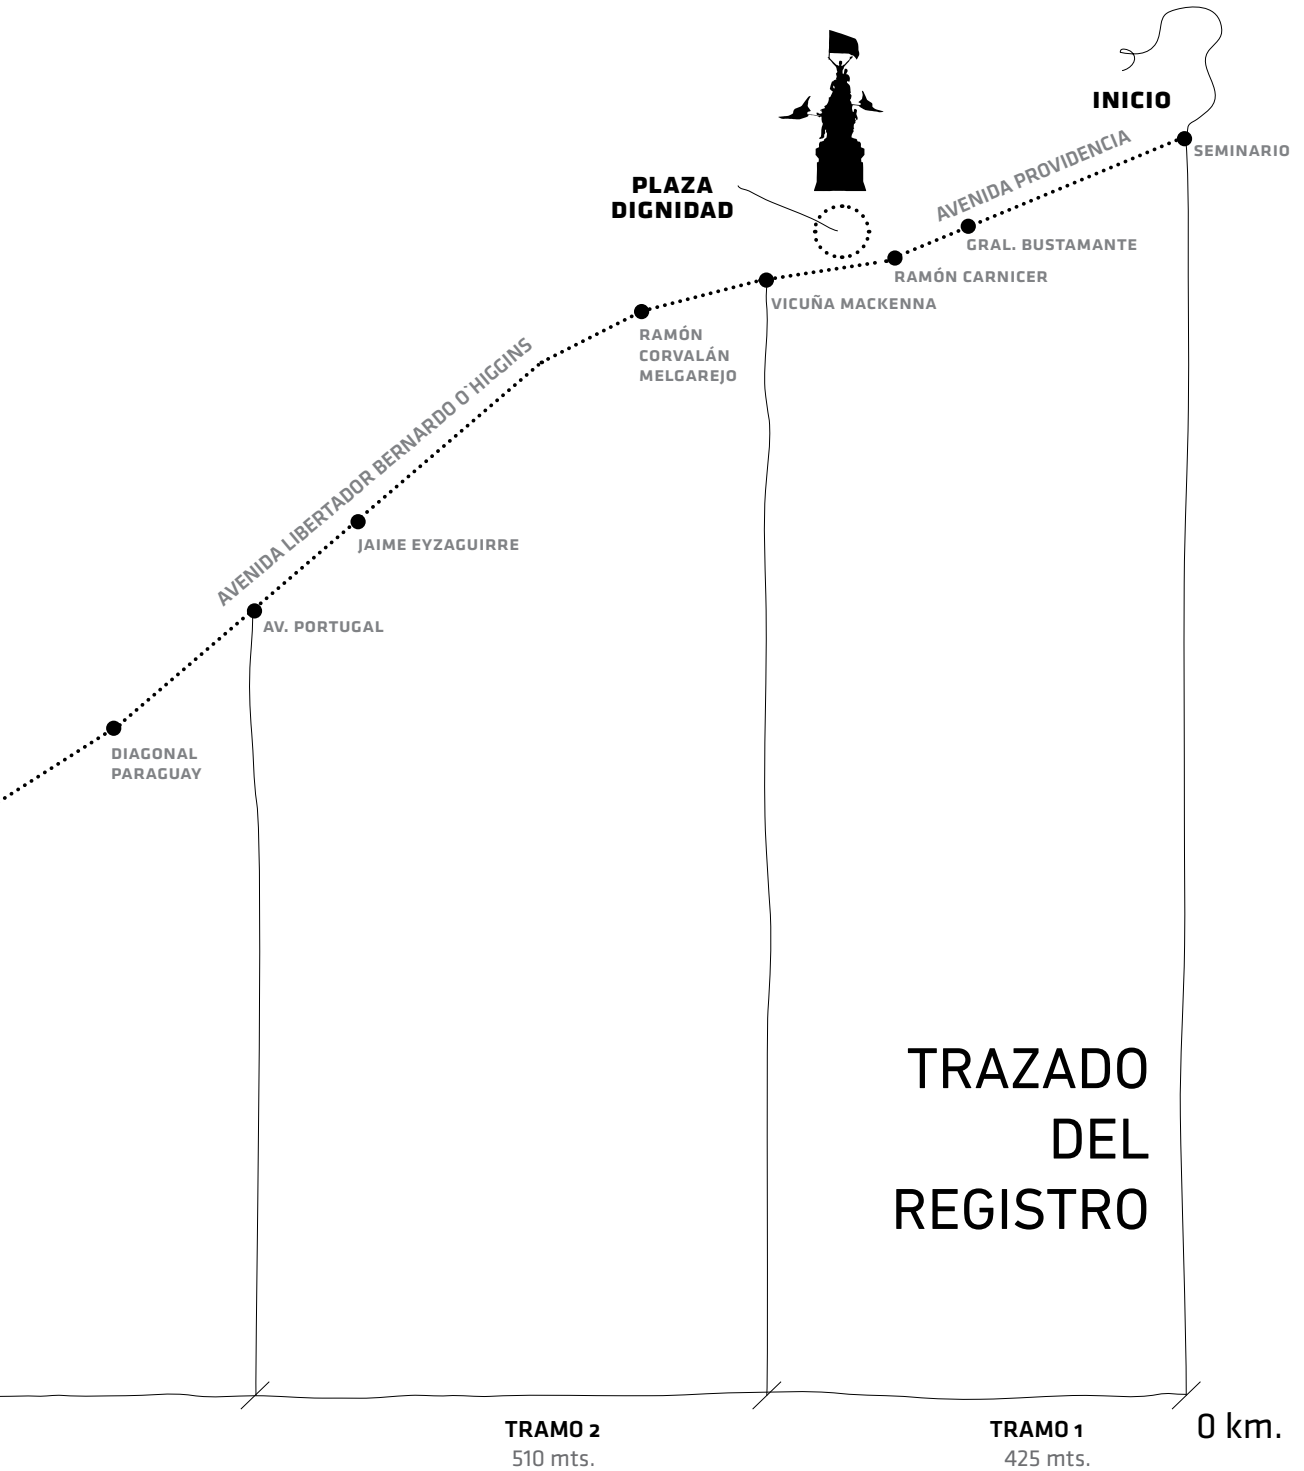 INICIO
AVENIDA PROVIDENCIA
SEMINARIO
PLAZA
DIGNIDAD
GRAL. BUSTAMANTE
RAMÓN CARNICER
VICUÑA MACKENNA
RAMÓN
CORVALÁN
MELGAREJO
AVENIDA LIBERTADOR BERNARDO O`HIGGINS
JAIME EYZAGUIRRE
AV. PORTUGAL
DIAGONAL
PARAGUAY
TRAZADO
DEL
REGISTRO
TRAMO 2
510 mts.
TRAMO 1
425 mts.
0 km.